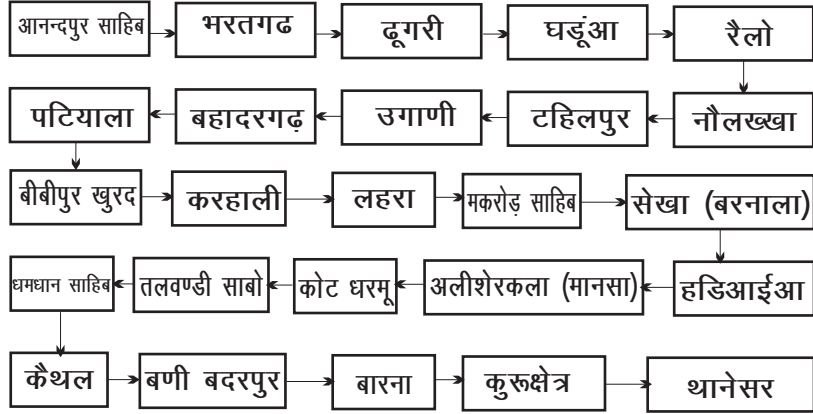 आनन्दपुर साहिब भरतगढ ढूगरी घडूंआ रैलो
पटियाला बहादरगढ़ उगाणी टहिलपुर नौलख्खा
बीबीपुर खुरद करहाली लहरा मकरोड़ साहिब सेखा (बरनाला)
धमधान साहिब तलवण्डी साबो कोट धरमू अलीशेरकला (मानसा) हडिआईआ
कैथल बणी बदरपुर बारना कुरूक्षेत्र थानेसर